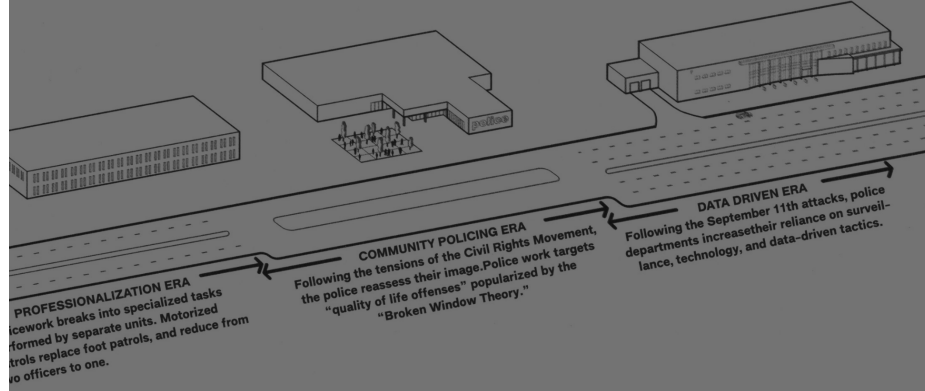 police
PROFESSIONALIZATION ERA
icework breaks into specialized tasks
rformed by separate units. Motorized
trols replace foot patrols, and reduce from
wo officers to one.
COMMUNITY POLICING ERA
Following the tensions of the Civil Rights Movement,
the police reassess their image.Police work targets
“quality of life offenses” popularized by the
“Broken Window Theory.”
DATA DRIVEN ERA
Following the September 11th attacks, police
departments increasetheir reliance on surveil-
lance, technology, and data-driven tactics.